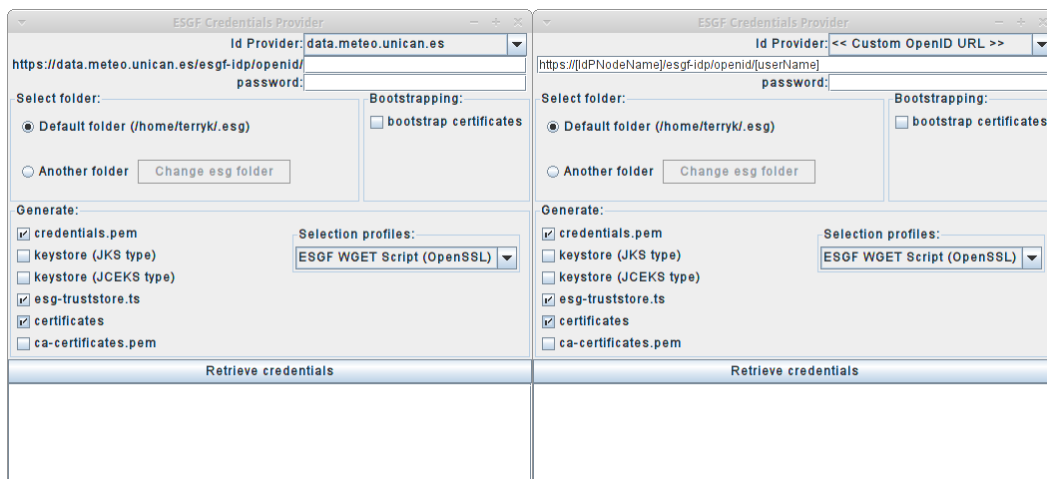 ESGF Credentials Provider
Id Provider: data.meteo.unican.es
https://data.meteo.unican.es/esgf-idp/openid/
password:
Select folder:
Bootstrapping:
Default folder (/home/terryk/.esg)
bootstrap certificates
Another folder
Change esg folder
Generate:
credentials.pem
Selection profiles:
keystore (JKS type)
ESGF WGET Script (OpenSSL)
keystore (JCEKS type)
esg-truststore.ts
certificates
ca-certificates.pem
Retrieve credentials
ESGF Credentials Provider
Id Provider: << Custom OpenID URL >>
https://[IdPNodeName]/esgf-idp/openid/[userName]
password:
Select folder:
Bootstrapping:
Default folder (/home/terryk/.esg)
bootstrap certificates
Another folder
Change esg folder
Generate:
credentials.pem
Selection profiles:
keystore (JKS type)
ESGF WGET Script (OpenSSL)
keystore (JCEKS type)
esg-truststore.ts
certificates
ca-certificates.pem
Retrieve credentials